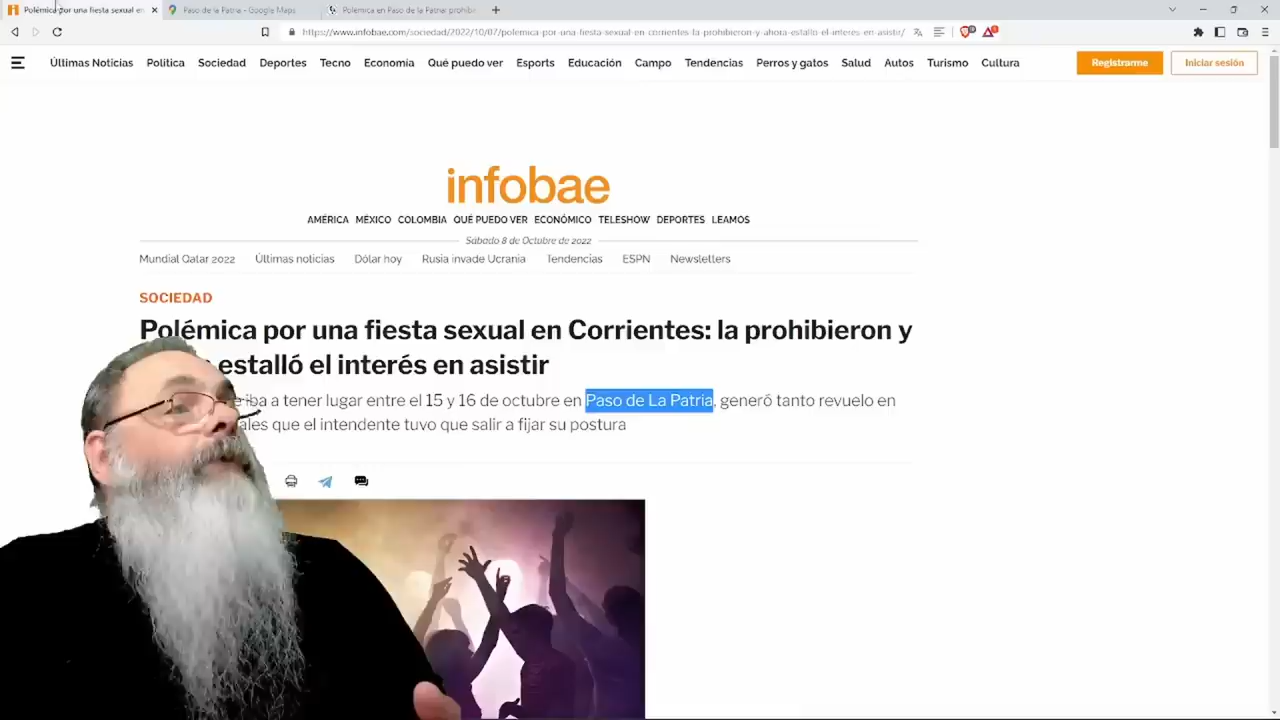 Polémica por una fiesta sexual en
Paso de la Patria - Google Maps
Polémica en Paso de la Patria: prohibi
https://www.infobae.com/sociedad/2022/10/07/polemica-por-una-fiesta-sexual-en-corrientes-la-prohibieron-y-ahora-estallo-el-interes-en-asistir/
Últimas Noticias Política Sociedad Deportes Tecno Economía Qué puedo ver Esports Educación Campo Tendencias Perros y gatos Salud Autos Turismo Cultura Registrarme Iniciar sesión
infobae
AMÉRICA MÉXICO COLOMBIA QUÉ PUEDO VER ECONÓMICO TELESHOW DEPORTES LEAMOS
Sábado 8 de Octubre de 2022
Mundial Qatar 2022 Últimas noticias Dólar hoy Rusia invade Ucrania Tendencias ESPN Newsletters
SOCIEDAD
Polémica por una fiesta sexual en Corrientes: la prohibieron y
estalló el interés en asistir
iba a tener lugar entre el 15 y 16 de octubre en Paso de La Patria, generó tanto revuelo en
ales que el intendente tuvo que salir a fijar su postura